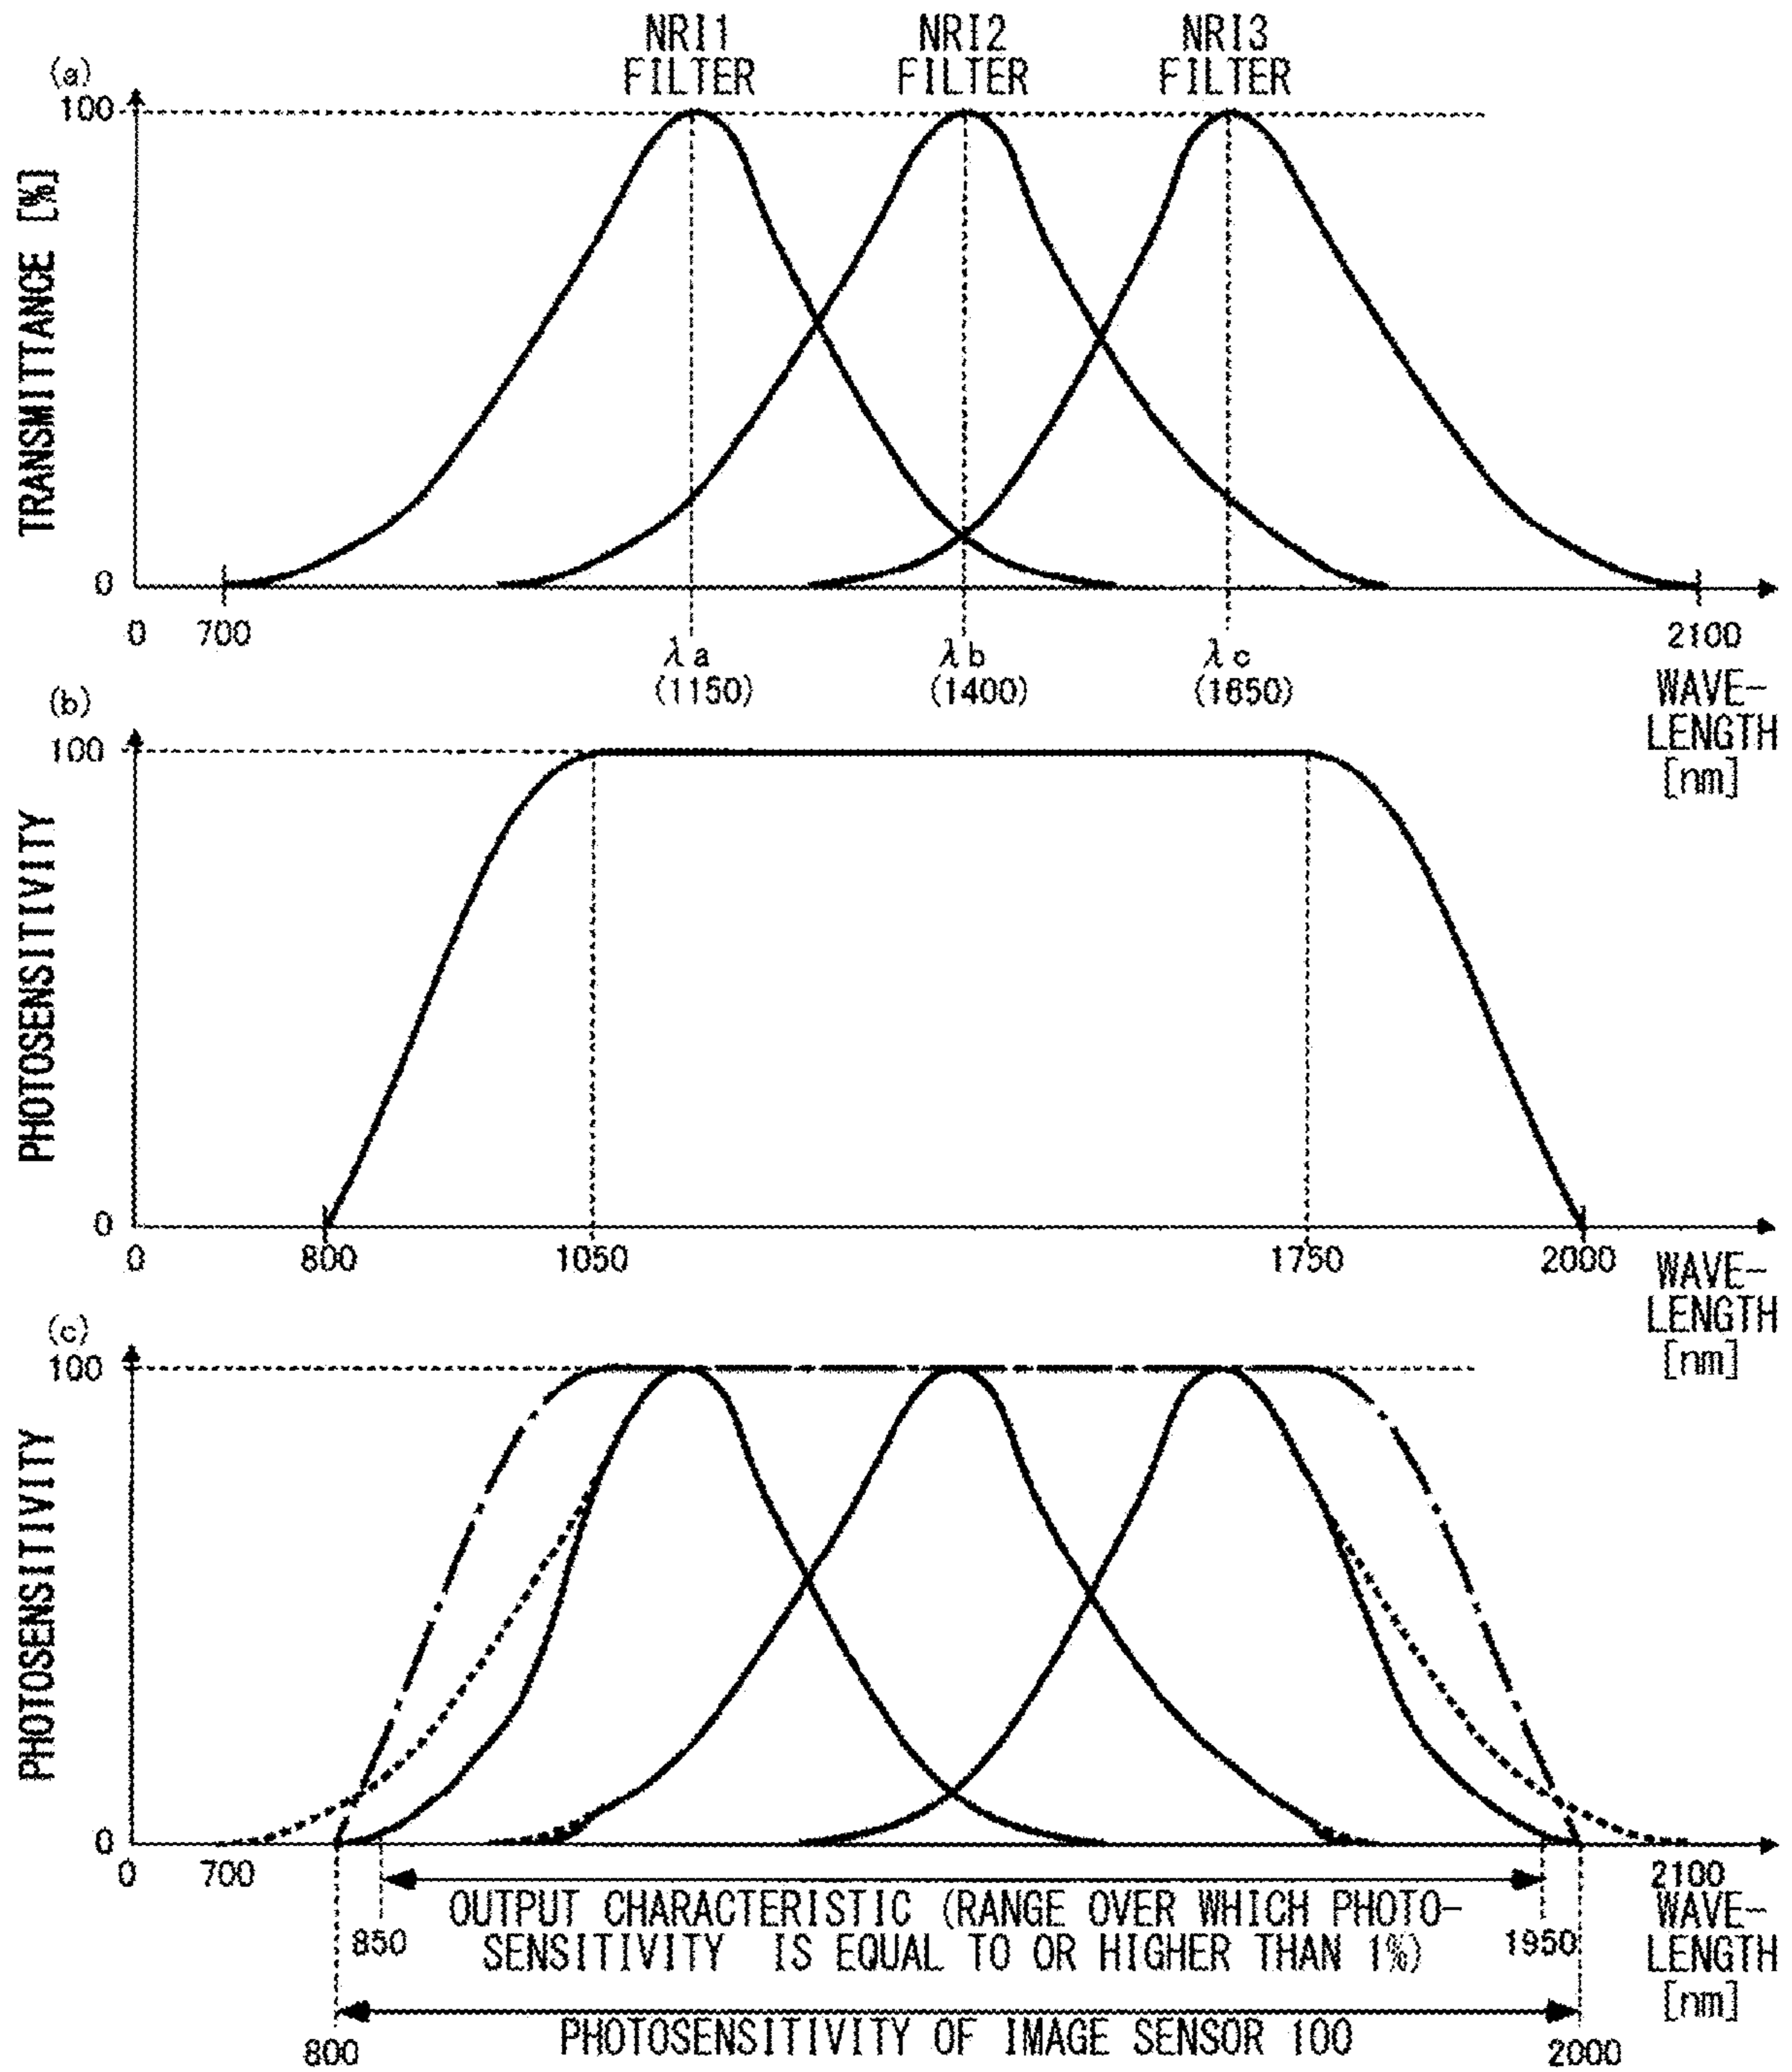 NRI1 NRI2 NRI3
FILTER FILTER FILTER
(a)
100
TRANSMITTANCE [%]
0
0 700 2100
λa λb λc
(1150) (1400) (1650)
WAVE-
LENGTH
[nm]
(b)
100
PHOTOSENSITIVITY
0
0 800 1050 1750 2000
WAVE-
LENGTH
[nm]
(c)
100
PHOTOSENSITIVITY
0
0 700 2100
WAVE-
LENGTH
[nm]
OUTPUT CHARACTERISTIC (RANGE OVER WHICH PHOTO-
850 SENSITIVITY IS EQUAL TO OR HIGHER THAN 1%) 1950
PHOTOSENSITIVITY OF IMAGE SENSOR 100
800 2000